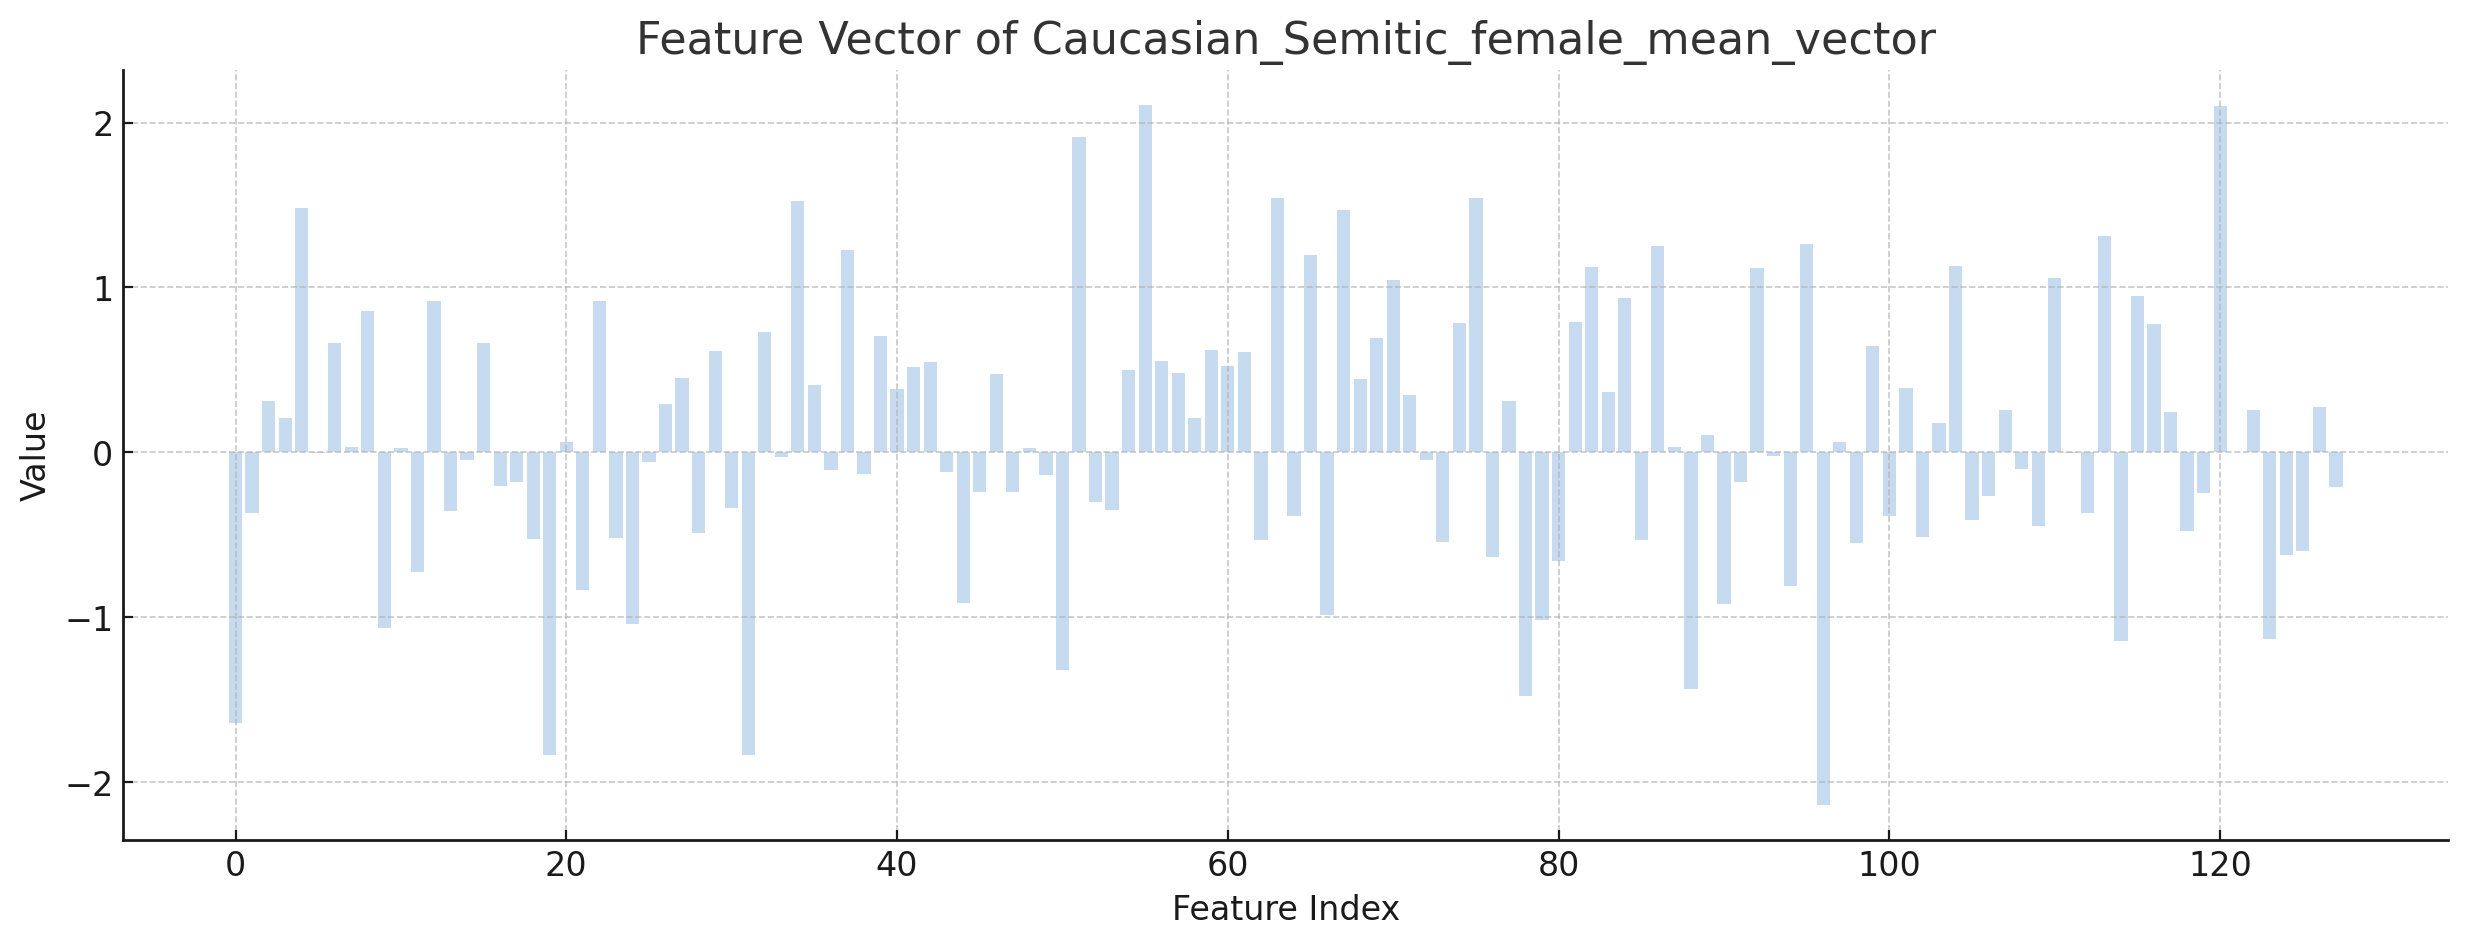 Feature Vector of Caucasian_Semitic_female_mean_vector
Value
2
1
0
−1
−2
0 20 40 60 80 100 120
Feature Index